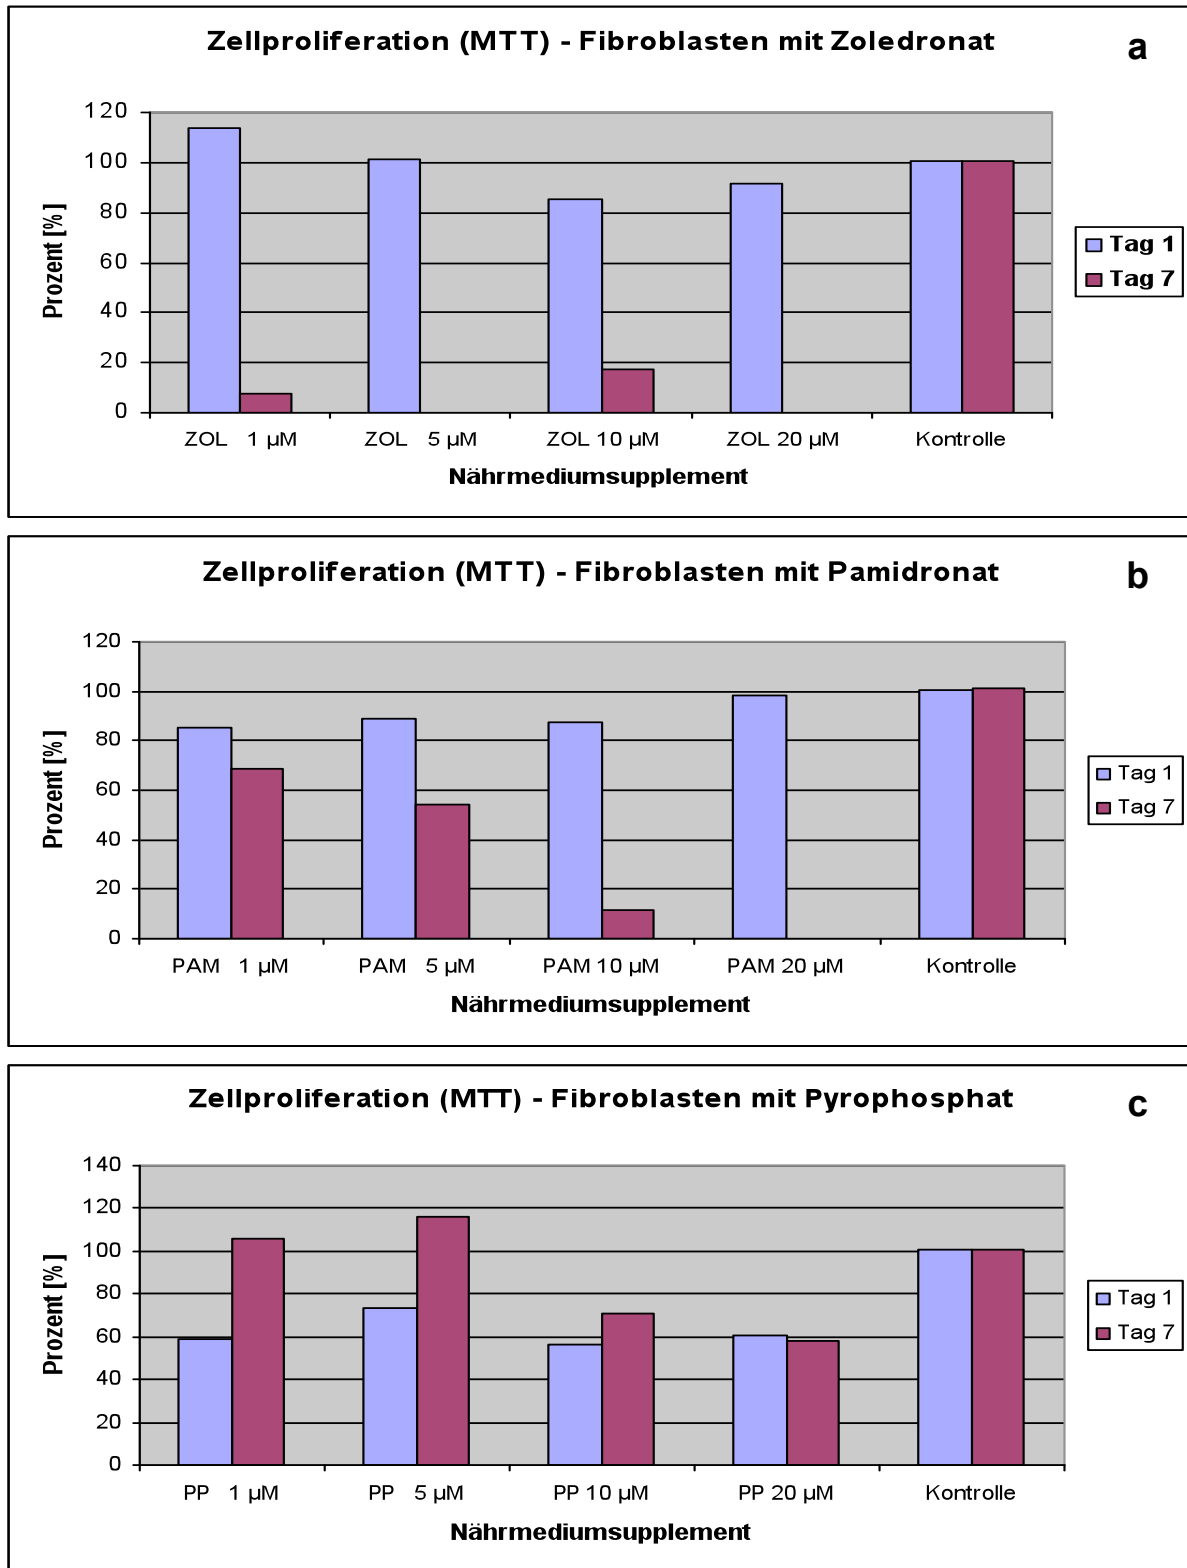 Zellproliferation (MTT) - Fibroblasten mit Zoledronat
a
120
100
80
60
40
20
0
Prozent [%]
ZOL 1 µM
ZOL 5 µM
ZOL 10 µM
ZOL 20 µM
Kontrolle
Nährmediumsupplement
Tag 1
Tag 7
Zellproliferation (MTT) - Fibroblasten mit Pamidronat
b
120
100
80
60
40
20
0
Prozent [%]
PAM 1 µM
PAM 5 µM
PAM 10 µM
PAM 20 µM
Kontrolle
Nährmediumsupplement
Tag 1
Tag 7
Zellproliferation (MTT) - Fibroblasten mit Pyrophosphat
c
140
120
100
80
60
40
20
0
Prozent [%]
PP 1 µM
PP 5 µM
PP 10 µM
PP 20 µM
Kontrolle
Nährmediumsupplement
Tag 1
Tag 7